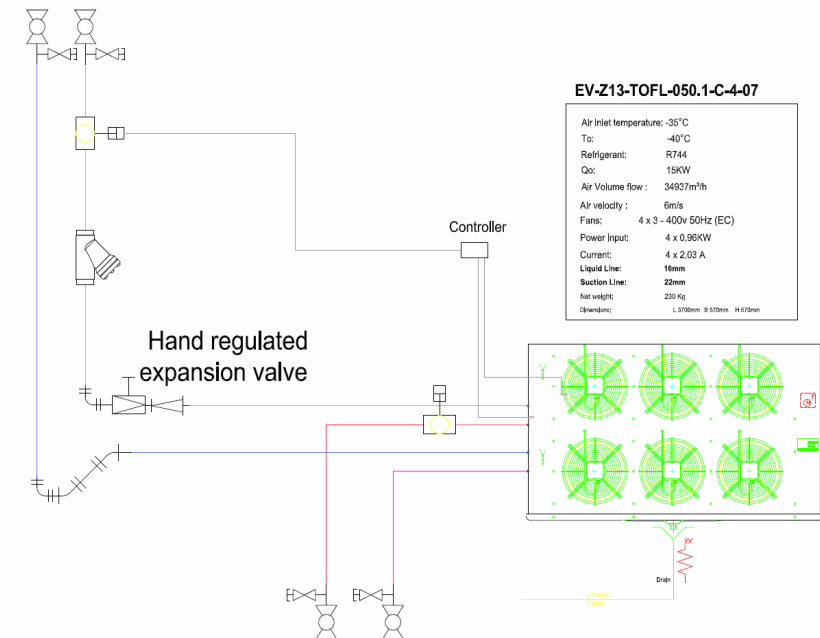 EV-Z13-TOFL-050.1-C-4-07
Air Inlet temperature: -35°C
To: -40°C
Refrigerant: R744
Qo: 15KW
Air Volume flow : 34937m³/h
Air velocity : 6m/s
Fans: 4 x 3 - 400v 50Hz (EC)
Power Input: 4 x 0,96KW
Current: 4 x 2,03 A
Liquid Line: 16mm
Suction Line: 22mm
Net weight: 230 Kg
Dimensions: L 3700mm B 570mm H 670mm
Controller
Hand regulated
expansion valve
Drain